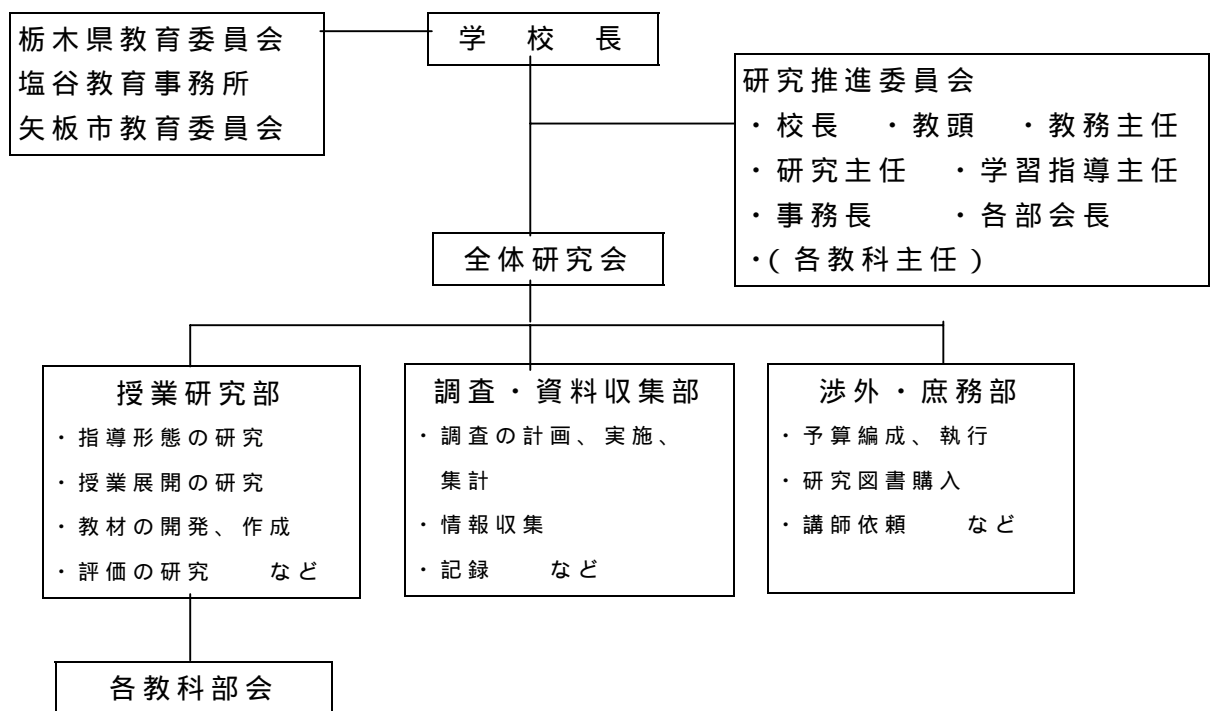 栃木県教育委員会
塩谷教育事務所
矢板市教育委員会
学 校 長
研究推進委員会
・校長 ・教頭 ・教務主任
・研究主任 ・学習指導主任
・事務長 ・各部会長
・(各教科主任)
全体研究会
授業研究部
・指導形態の研究
・授業展開の研究
・教材の開発、作成
・評価の研究 など
調査・資料収集部
・調査の計画、実施、
集計
・情報収集
・記録 など
渉外・庶務部
・予算編成、執行
・研究図書購入
・講師依頼 など
各教科部会